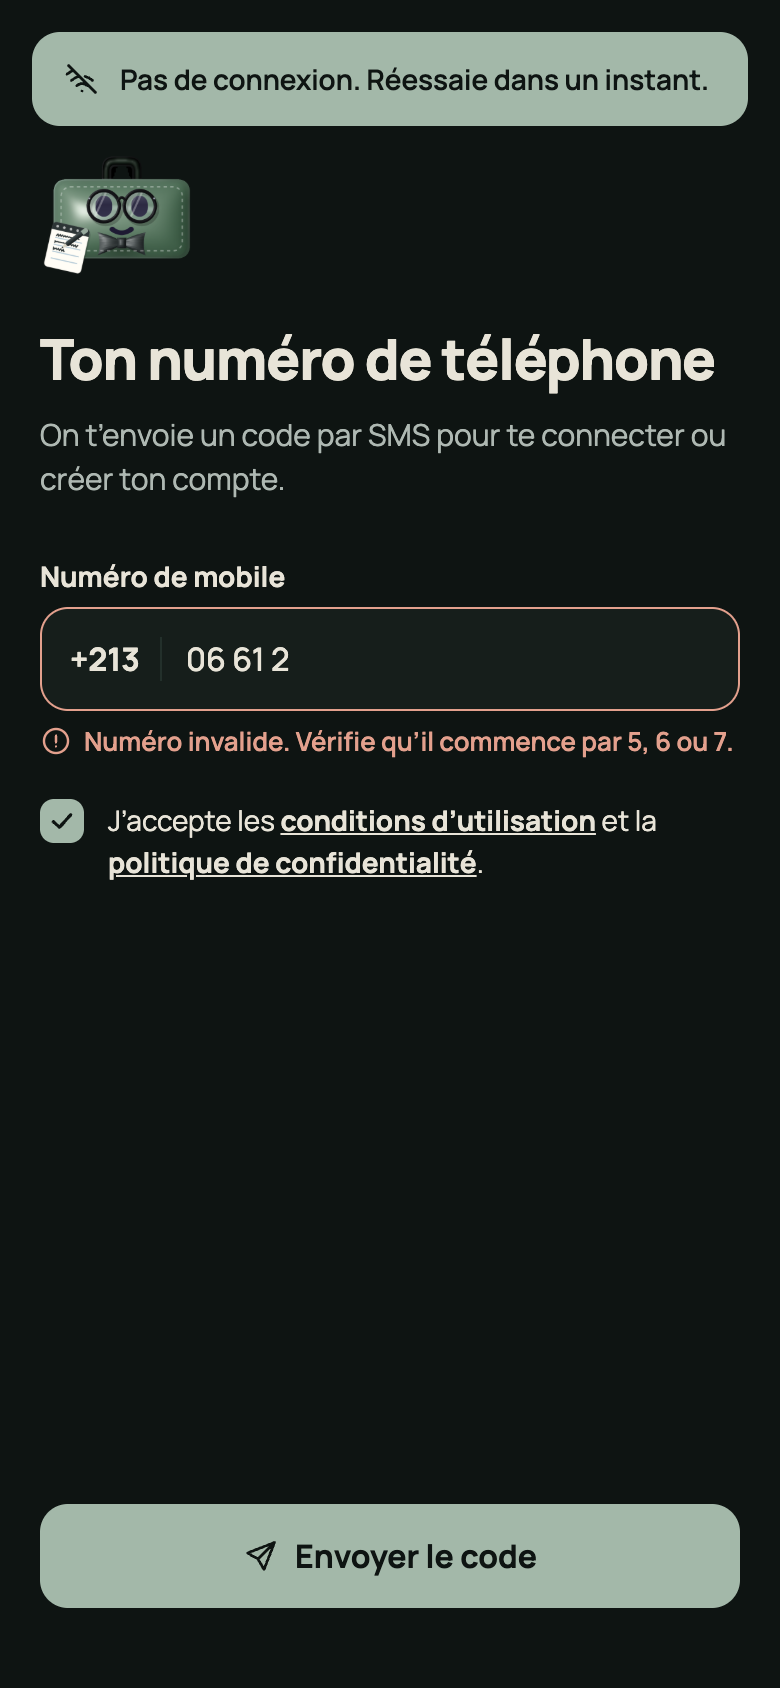 Pas de connexion. Réessaie dans un instant.
Ton numéro de téléphone
On t’envoie un code par SMS pour te connecter ou
créer ton compte.
Numéro de mobile
+213 06 61 2
Numéro invalide. Vérifie qu’il commence par 5, 6 ou 7.
J’accepte les conditions d’utilisation et la
politique de confidentialité.
Envoyer le code